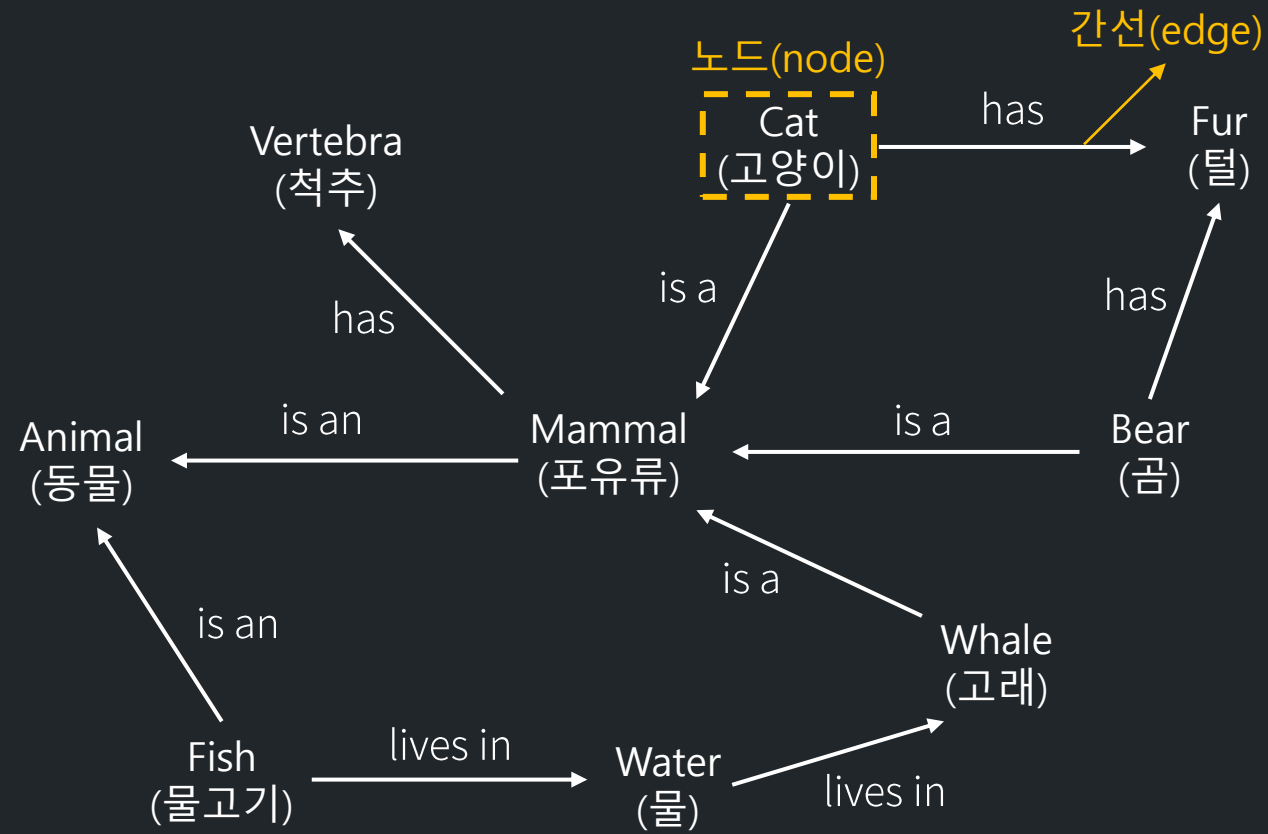 간선(edge)
노드(node)
Cat
(고양이)
has
Fur
(털)
Vertebra
(척추)
is a
has
has
Animal
(동물)
is an
Mammal
(포유류)
is a
Bear
(곰)
is a
is an
Whale
(고래)
Fish
(물고기)
lives in
Water
(물)
lives in